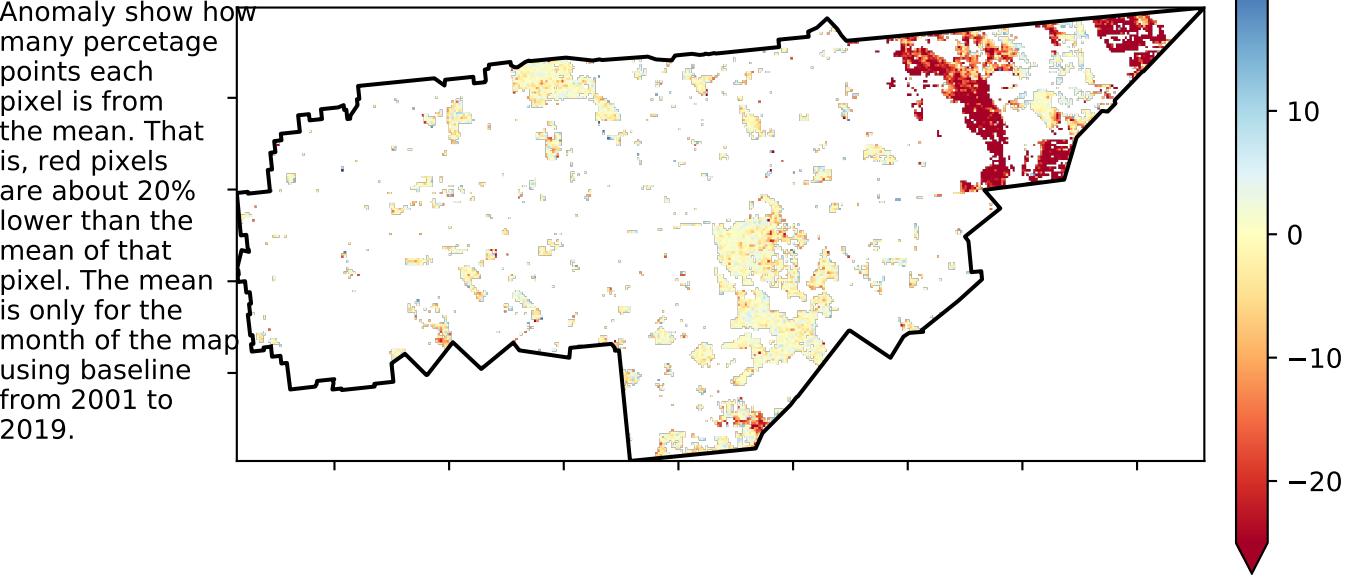 Anomaly show how
many percetage
points each
pixel is from
the mean. That
is, red pixels
are about 20%
lower than the
mean of that
pixel. The mean
is only for the
month of the map
using baseline
from 2001 to
2019.
10
0
−10
−20